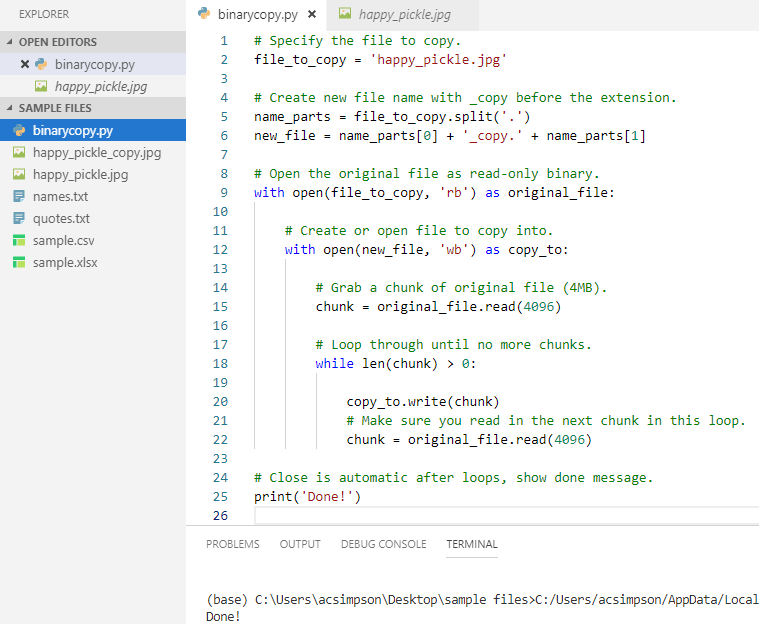 EXPLORER
OPEN EDITORS
binarycopy.py
happy_pickle.jpg
SAMPLE FILES
binarycopy.py
happy_pickle_copy.jpg
happy_pickle.jpg
names.txt
quotes.txt
sample.csv
sample.xlsx
binarycopy.py happy_pickle.jpg
1 # Specify the file to copy.
2 file_to_copy = 'happy_pickle.jpg'
3
4 # Create new file name with _copy before the extension.
5 name_parts = file_to_copy.split('.')
6 new_file = name_parts[0] + '_copy.' + name_parts[1]
7
8 # Open the original file as read-only binary.
9 with open(file_to_copy, 'rb') as original_file:
10
11     # Create or open file to copy into.
12     with open(new_file, 'wb') as copy_to:
13
14         # Grab a chunk of original file (4MB).
15         chunk = original_file.read(4096)
16
17         # Loop through until no more chunks.
18         while len(chunk) > 0:
19
20             copy_to.write(chunk)
21             # Make sure you read in the next chunk in this loop.
22             chunk = original_file.read(4096)
23
24 # Close is automatic after loops, show done message.
25 print('Done!')
26
PROBLEMS OUTPUT DEBUG CONSOLE TERMINAL
(base) C:\Users\acsimpson\Desktop\sample files>C:/Users/acsimpson/AppData/Local
Done!